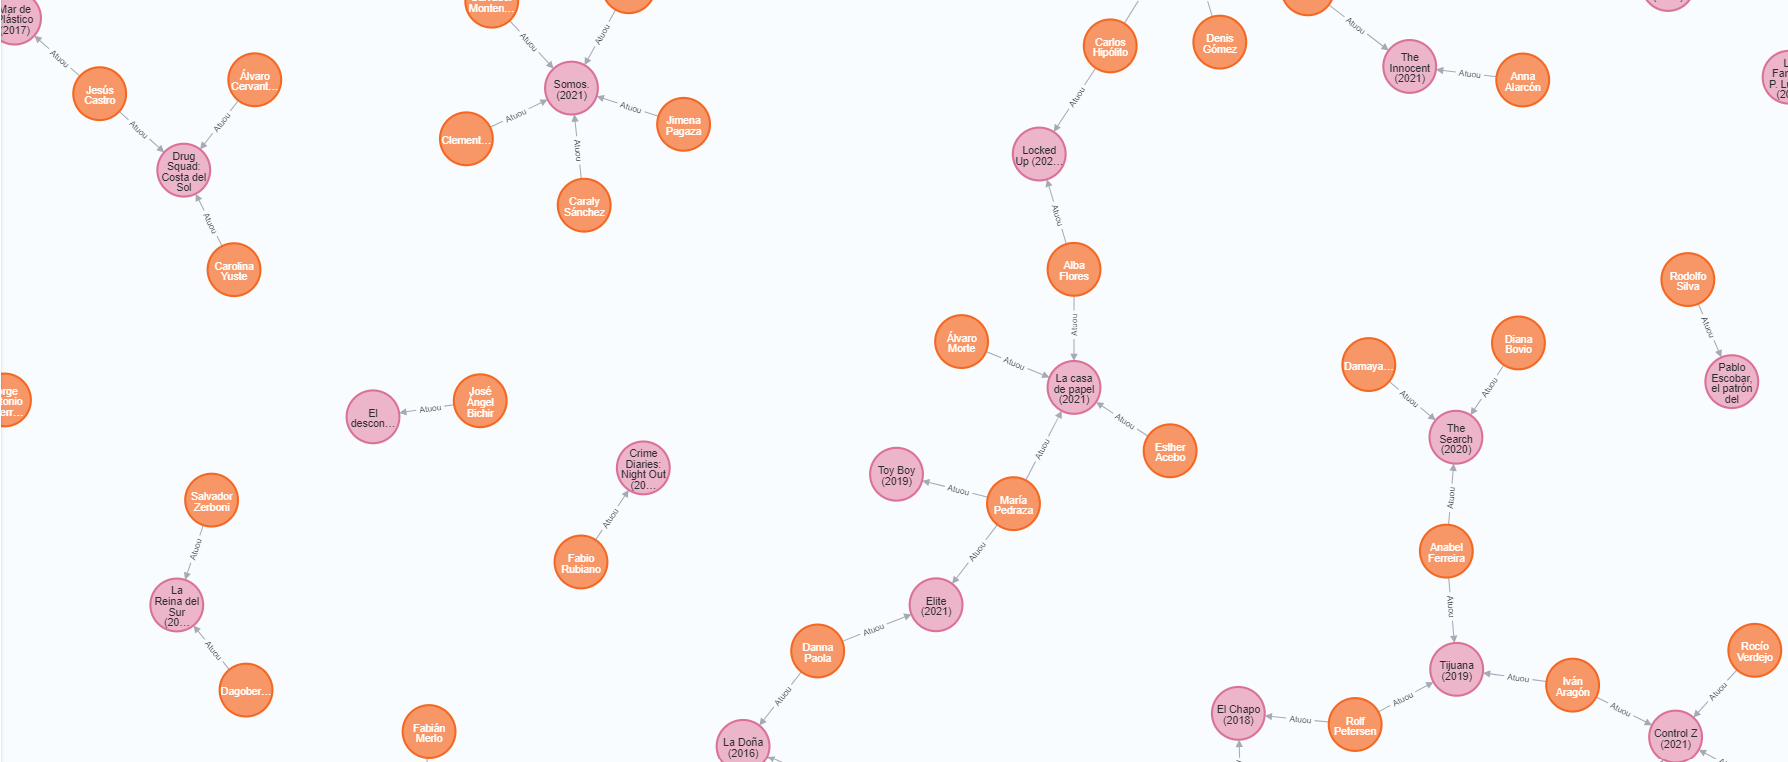 Mar de
Plástico
(2017)
Atuou
Jesús
Castro
Álvaro
Cervant...
Atuou
Atuou
Drug
Squad:
Costa del
Sol
Atuou
Carolina
Yuste
Monten...
Atuou
Atuou
Somos.
(2021)
Atuou
Clement...
Atuou
Jimena
Pagaza
Atuou
Caraly
Sánchez
Carlos
Hipólito
Denis
Gómez
Atuou
Locked
Up (202...
Atuou
Alba
Flores
Atuou
Álvaro
Morte
Atuou
La casa
de papel
(2021)
Atuou
Esther
Acebo
Atuou
Toy Boy
(2019)
Atuou
María
Pedraza
Atuou
Elite
(2021)
Atuou
Danna
Paola
Atuou
La Doña
(2016)
Atuou
The
Innocent
(2021)
Atuou
Anna
Alarcón
Rodolfo
Silva
Atuou
Pablo
Escobar,
el patrón
del
Damaya...
Diana
Bovio
Atuou
Atuou
The
Search
(2020)
Atuou
Anabel
Ferreira
Atuou
Tijuana
(2019)
Atuou
Iván
Aragón
Atuou
Rocío
Verdejo
Atuou
Control Z
(2021)
El Chapo
(2018)
Atuou
Rolf
Petersen
Atuou
El
descon...
Atuou
José
Ángel
Bichir
Crime
Diaries:
Night Out
(20...
Atuou
Fabio
Rubiano
Salvador
Zerboni
Atuou
La
Reina del
Sur
(20...
Atuou
Dagober...
Fabián
Merlo